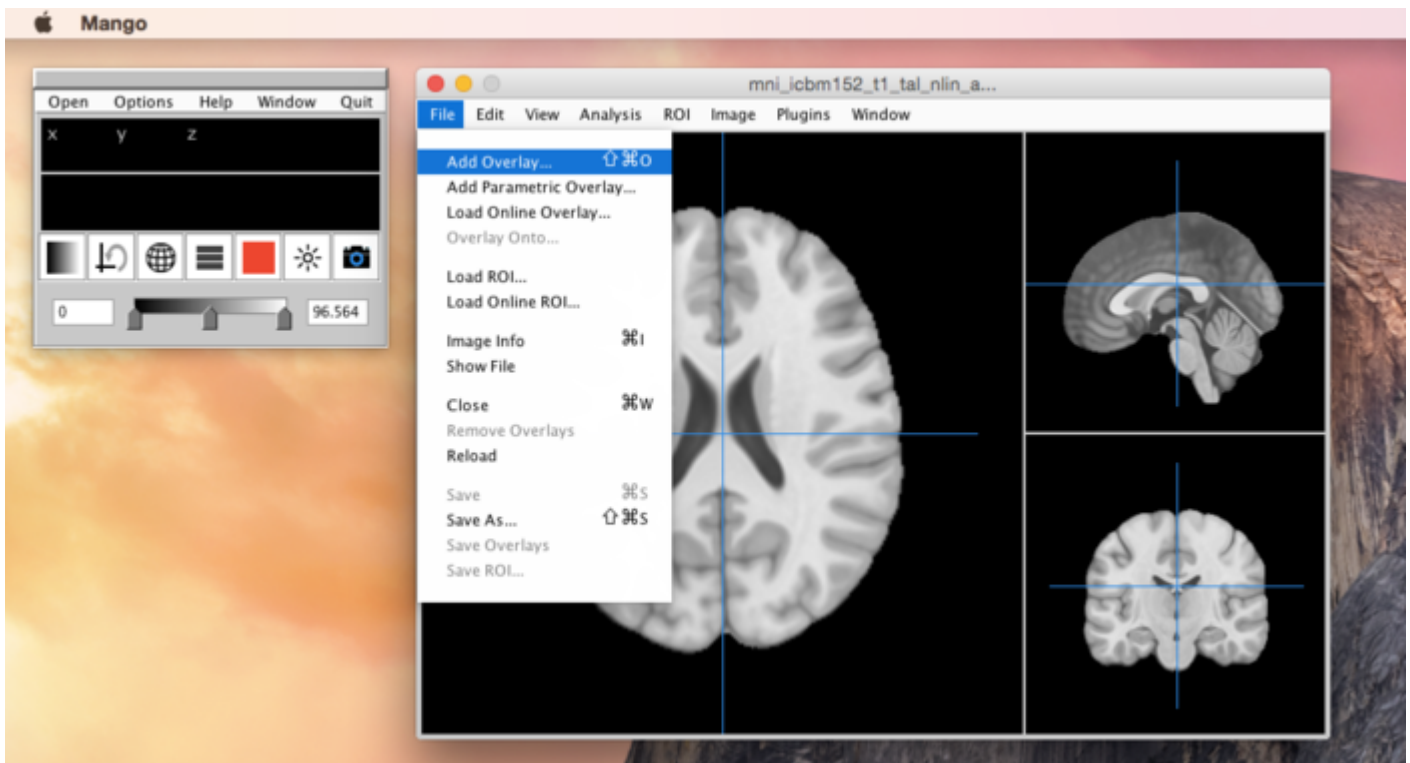 Mango
Open Options Help Window Quit
x y z
0 96.564
mni_icbm152_t1_tal_nlin_a...
File Edit View Analysis ROI Image Plugins Window
Add Overlay... ⇧⌘O
Add Parametric Overlay...
Load Online Overlay...
Overlay Onto...
Load ROI...
Load Online ROI...
Image Info ⌘I
Show File
Close ⌘W
Remove Overlays
Reload
Save ⌘S
Save As... ⇧⌘S
Save Overlays
Save ROI...